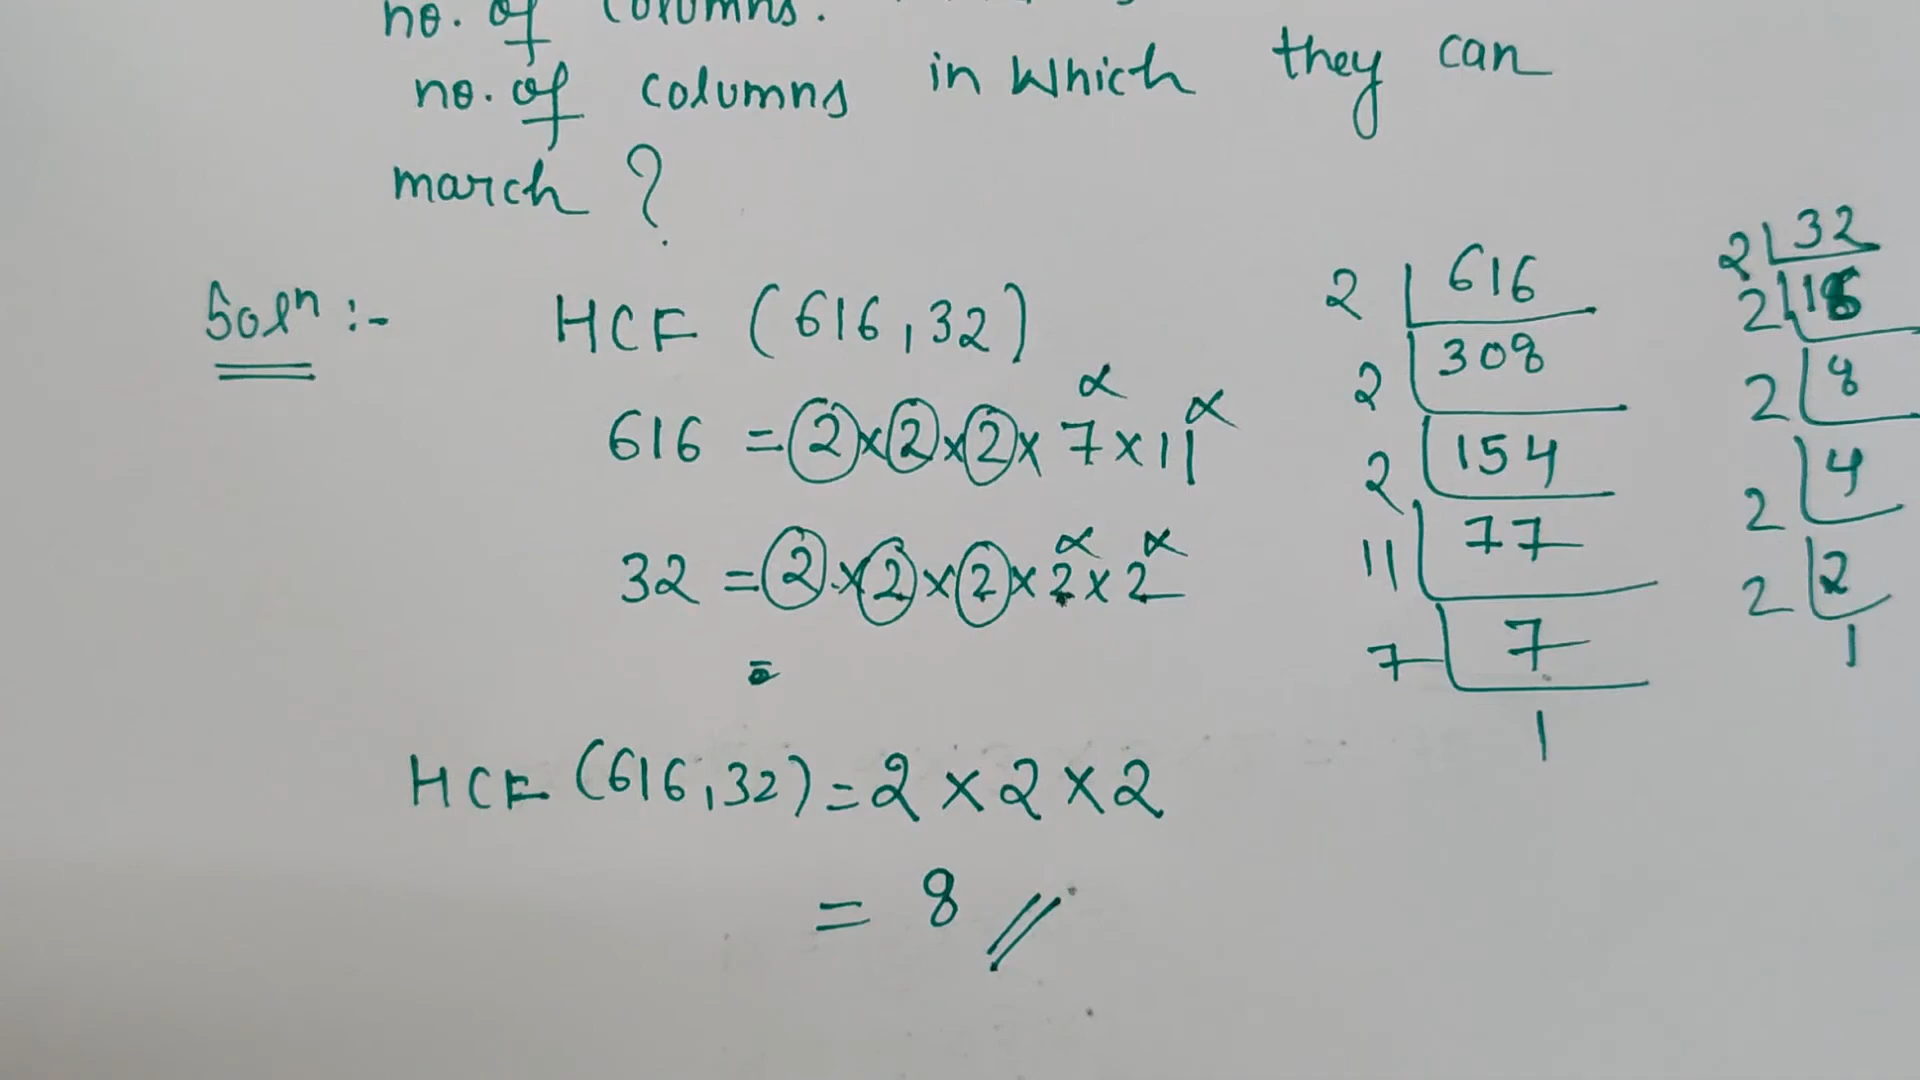 no. of columns.
no. of columns in which they can
march ?
Solⁿ :- HCF (616, 32)
616 = 2 × 2 × 2 × 7 × 11
32 = 2 × 2 × 2 × 2 × 2
HCF (616, 32) = 2 × 2 × 2
= 8 //
2 | 616
2 | 308
2 | 154
11 | 77
7 | 7
1
2 | 32
2 | 16
2 | 8
2 | 4
2 | 2
1